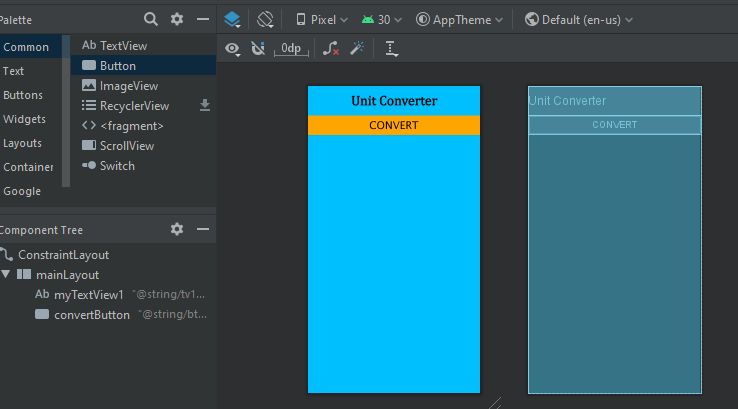 Palette
Common
Text
Buttons
Widgets
Layouts
Container
Google
Ab TextView
Button
ImageView
RecyclerView
<> <fragment>
ScrollView
Switch
Pixel
30
AppTheme
Default (en-us)
0dp
Component Tree
ConstraintLayout
mainLayout
Ab myTextView1 "@string/tv1...
convertButton "@string/bt...
Unit Converter
CONVERT
Unit Converter
CONVERT